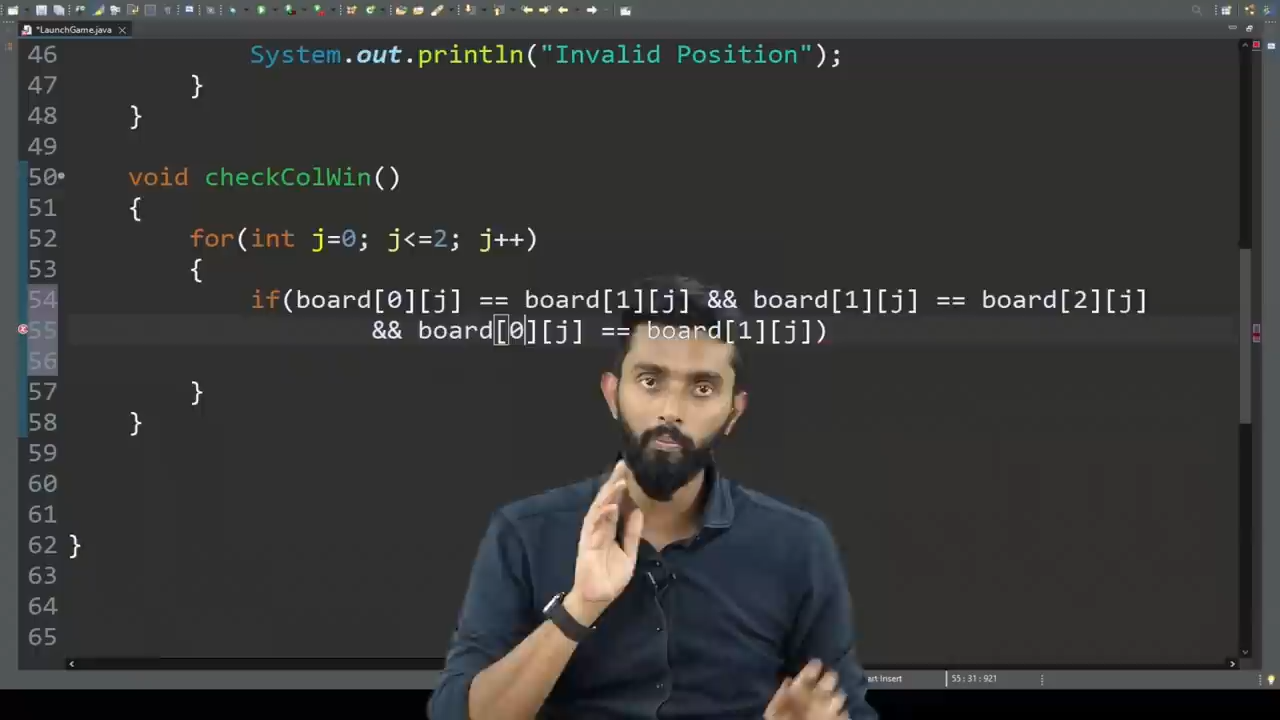 *LaunchGame.java
46 System.out.println("Invalid Position");
47 }
48 }
49
50 void checkColWin()
51 {
52 for(int j=0; j<=2; j++)
53 {
54 if(board[0][j] == board[1][j] && board[1][j] == board[2][j]
55 && board[0][j] == board[1][j])
56
57 }
58 }
59
60
61
62 }
63
64
65
art Insert
55:31:921